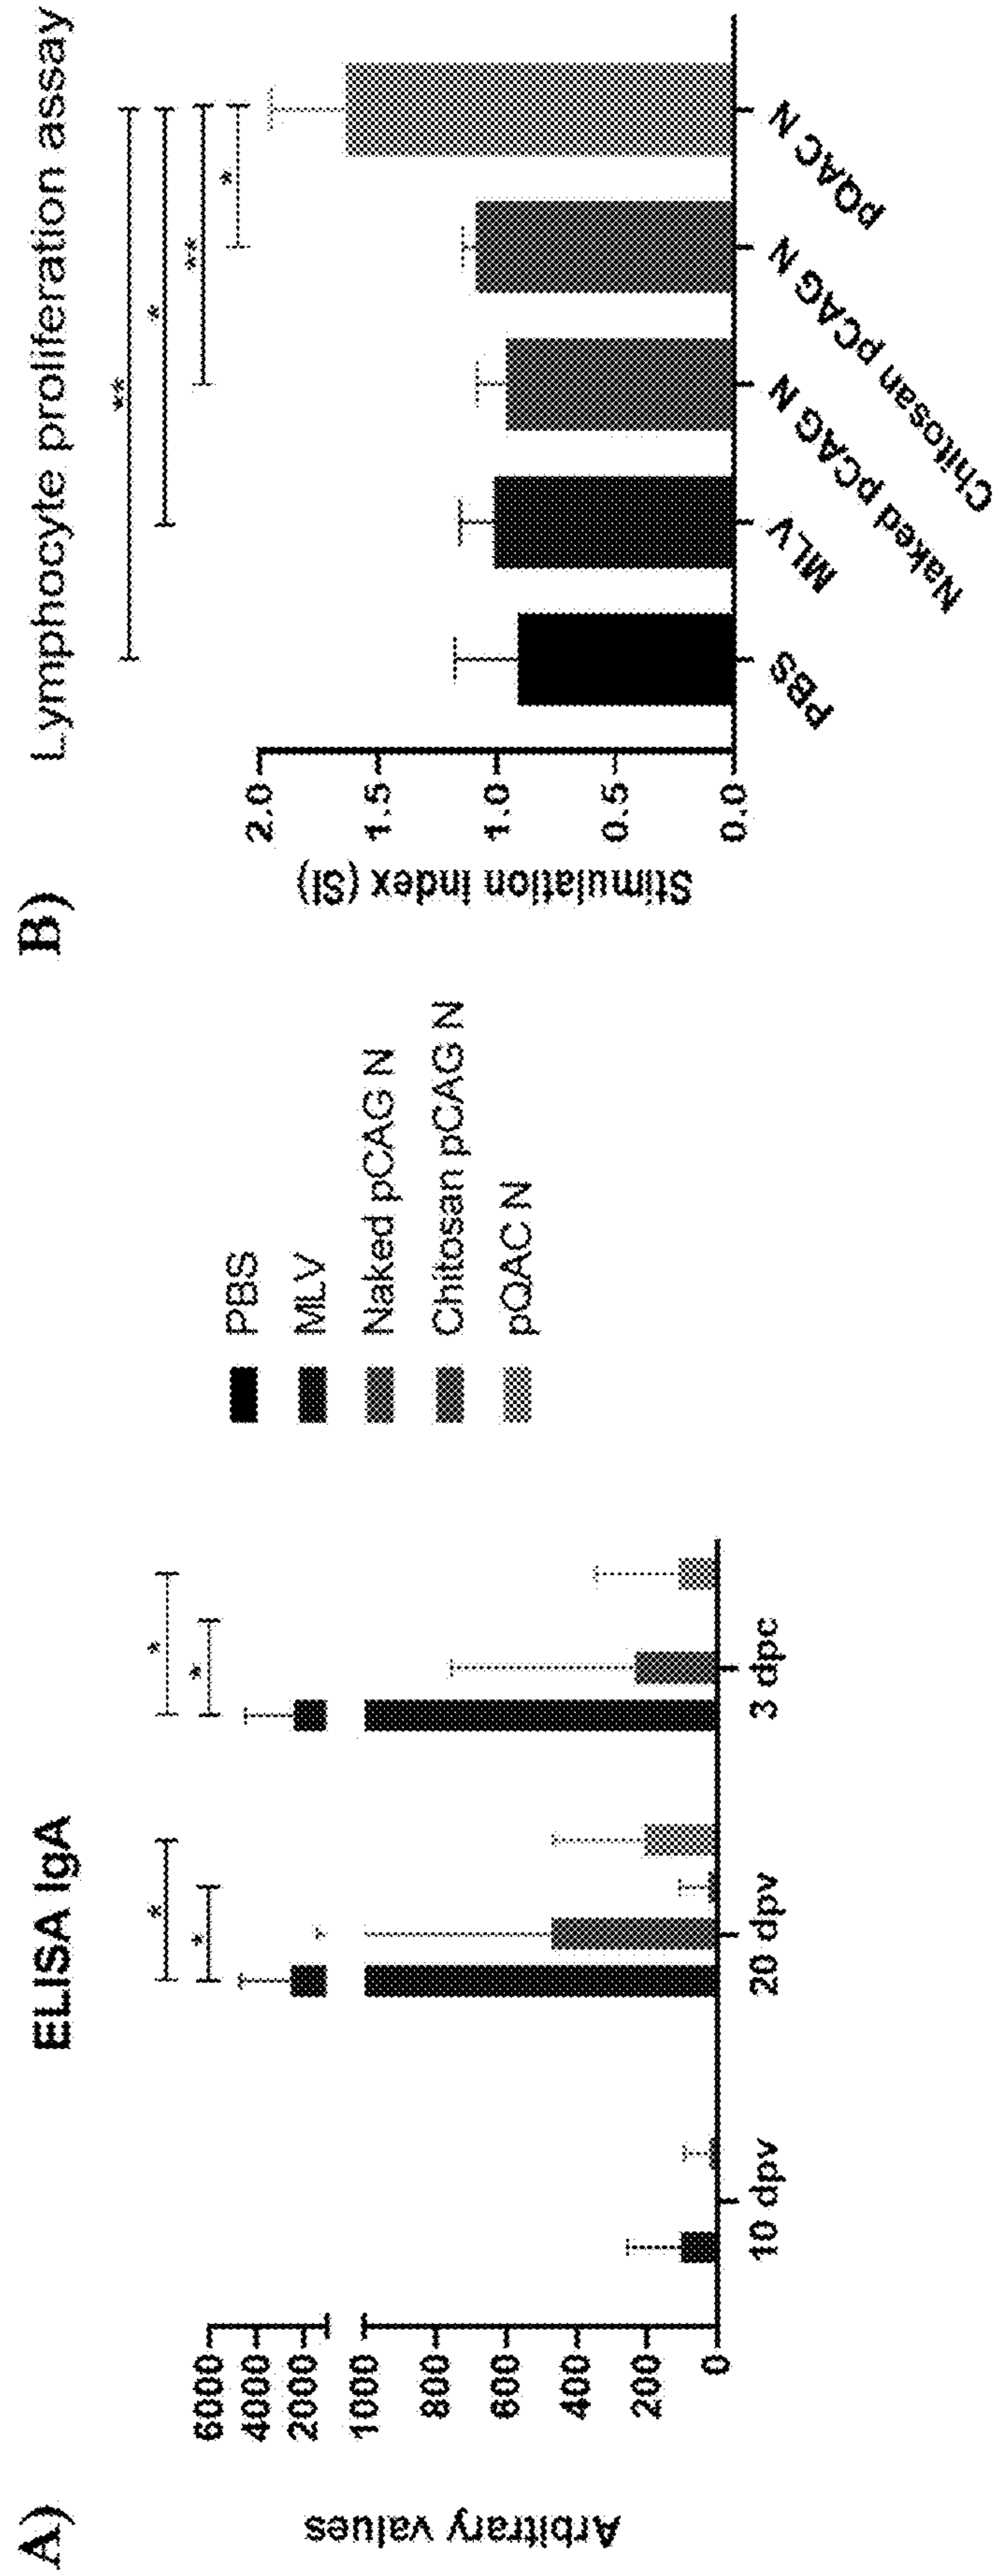 A)
ELISA IgA
Arbitrary values
6000
4000
2000
1000
800
600
400
200
0
10 dpv
20 dpv
3 dpc
*
*
*
*
PBS
MLV
Naked pCAG N
Chitosan pCAG N
pQAC N
B)
Lymphocyte proliferation assay
Stimulation index (SI)
2.0
1.5
1.0
0.5
0.0
**
*
**
*
PBS
MLV
Naked pCAG N
Chitosan pCAG N
pQAC N